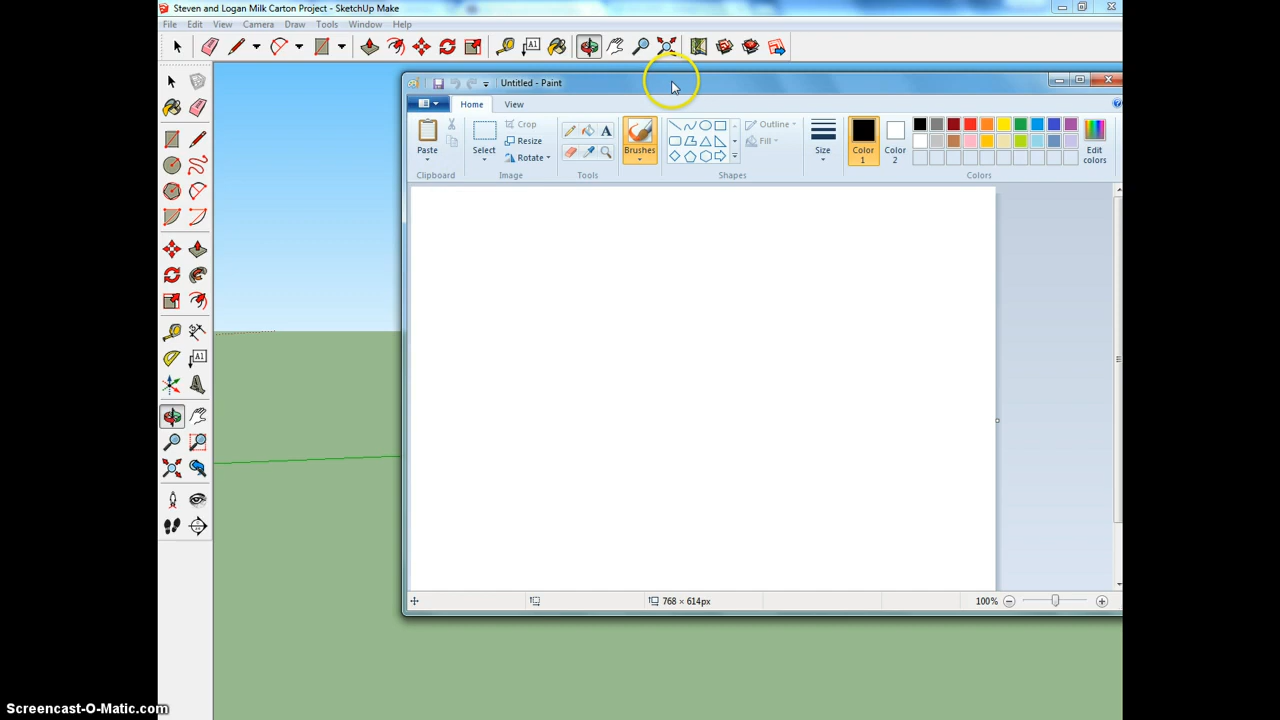 Steven and Logan Milk Carton Project - SketchUp Make
File Edit View Camera Draw Tools Window Help
A1
Untitled - Paint
Home View
Paste
Clipboard
Select
Crop
Resize
Rotate
Image
A
Tools
Brushes
Shapes
Outline
Fill
Size
Color 1
Color 2
Edit colors
Colors
A1
768 × 614px
100%
Screencast-O-Matic.com